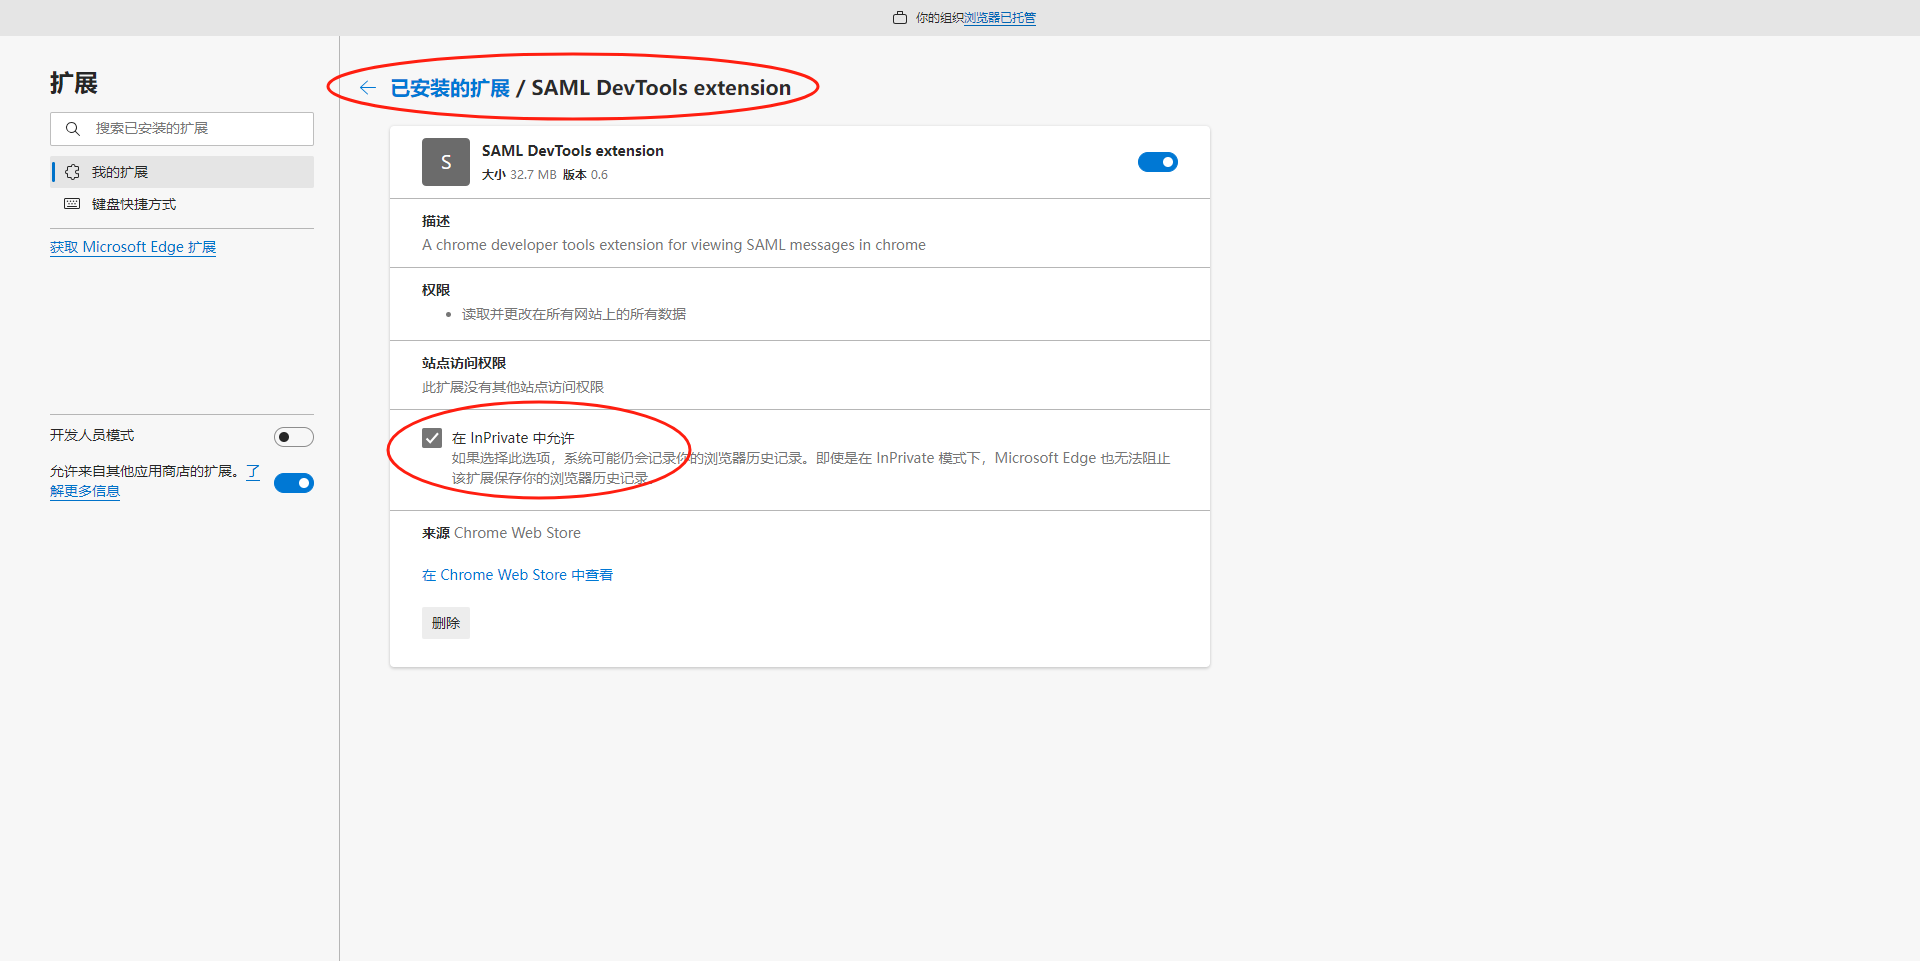 你的组织浏览器已托管
扩展
搜索已安装的扩展
我的扩展
键盘快捷方式
获取 Microsoft Edge 扩展
开发人员模式
允许来自其他应用商店的扩展。了
解更多信息
已安装的扩展 / SAML DevTools extension
S
SAML DevTools extension
大小 32.7 MB 版本 0.6
描述
A chrome developer tools extension for viewing SAML messages in chrome
权限
• 读取并更改在所有网站上的所有数据
站点访问权限
此扩展没有其他站点访问权限
在 InPrivate 中允许
如果选择此选项，系统可能仍会记录你的浏览器历史记录。即使是在 InPrivate 模式下，Microsoft Edge 也无法阻止
该扩展保存你的浏览器历史记录
来源 Chrome Web Store
在 Chrome Web Store 中查看
删除